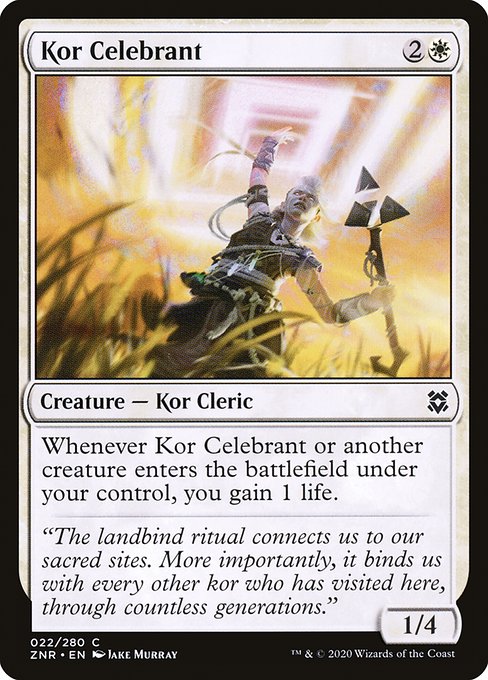 Kor Celebrant 2
Creature — Kor Cleric
Whenever Kor Celebrant or another
creature enters the battlefield under
your control, you gain 1 life.
“The landbind ritual connects us to our
sacred sites. More importantly, it binds us
with every other kor who has visited here,
through countless generations.”
1/4
022/280 C
ZNR • EN Jake Murray ™ & © 2020 Wizards of the Coast